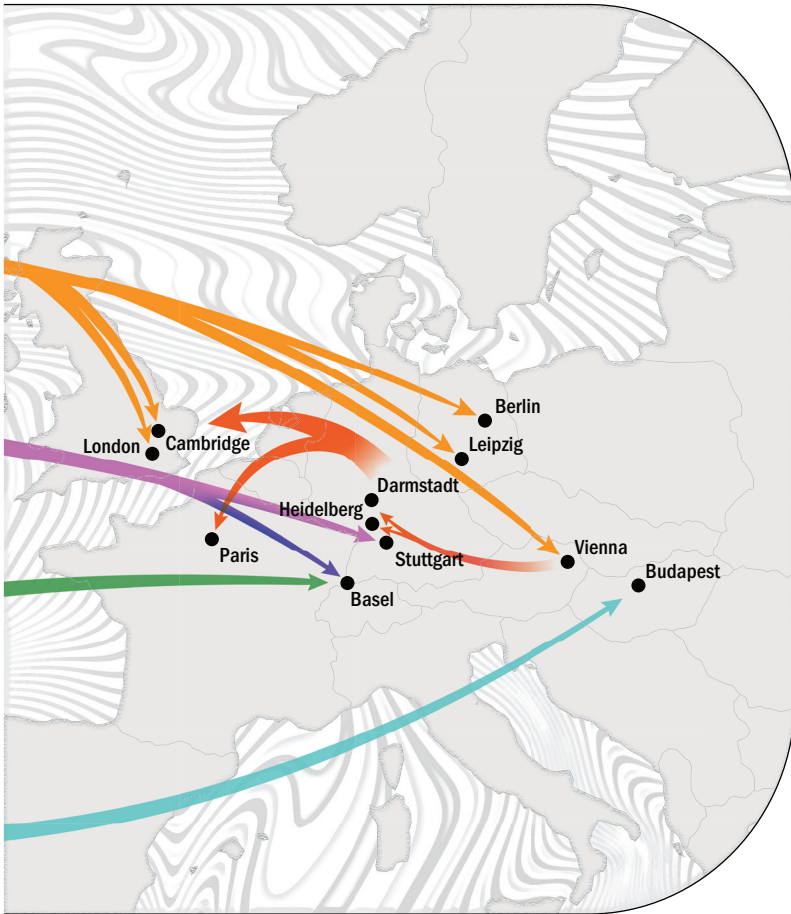 Berlin
London
Cambridge
Leipzig
Darmstadt
Heidelberg
Paris
Stuttgart
Vienna
Budapest
Basel